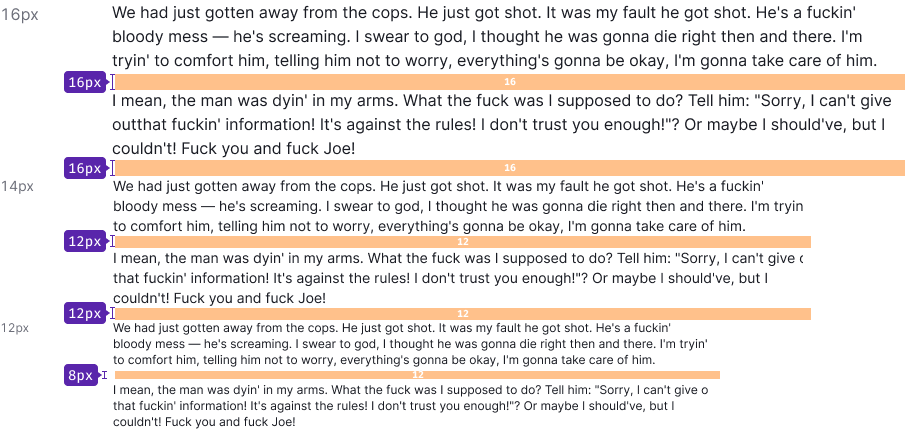 16px
We had just gotten away from the cops. He just got shot. It was my fault he got shot. He's a fuckin'
bloody mess — he's screaming. I swear to god, I thought he was gonna die right then and there. I'm
tryin' to comfort him, telling him not to worry, everything's gonna be okay, I'm gonna take care of him.
16px
16
I mean, the man was dyin' in my arms. What the fuck was I supposed to do? Tell him: "Sorry, I can't give
outthat fuckin' information! It's against the rules! I don't trust you enough!"? Or maybe I should've, but I
couldn't! Fuck you and fuck Joe!
16px
16
14px
We had just gotten away from the cops. He just got shot. It was my fault he got shot. He's a fuckin'
bloody mess — he's screaming. I swear to god, I thought he was gonna die right then and there. I'm tryin
to comfort him, telling him not to worry, everything's gonna be okay, I'm gonna take care of him.
12px
12
I mean, the man was dyin' in my arms. What the fuck was I supposed to do? Tell him: "Sorry, I can't give
that fuckin' information! It's against the rules! I don't trust you enough!"? Or maybe I should've, but I
couldn't! Fuck you and fuck Joe!
12px
12
12px
We had just gotten away from the cops. He just got shot. It was my fault he got shot. He's a fuckin'
bloody mess — he's screaming. I swear to god, I thought he was gonna die right then and there. I'm tryin'
to comfort him, telling him not to worry, everything's gonna be okay, I'm gonna take care of him.
8px
12
I mean, the man was dyin' in my arms. What the fuck was I supposed to do? Tell him: "Sorry, I can't give o
that fuckin' information! It's against the rules! I don't trust you enough!"? Or maybe I should've, but I
couldn't! Fuck you and fuck Joe!